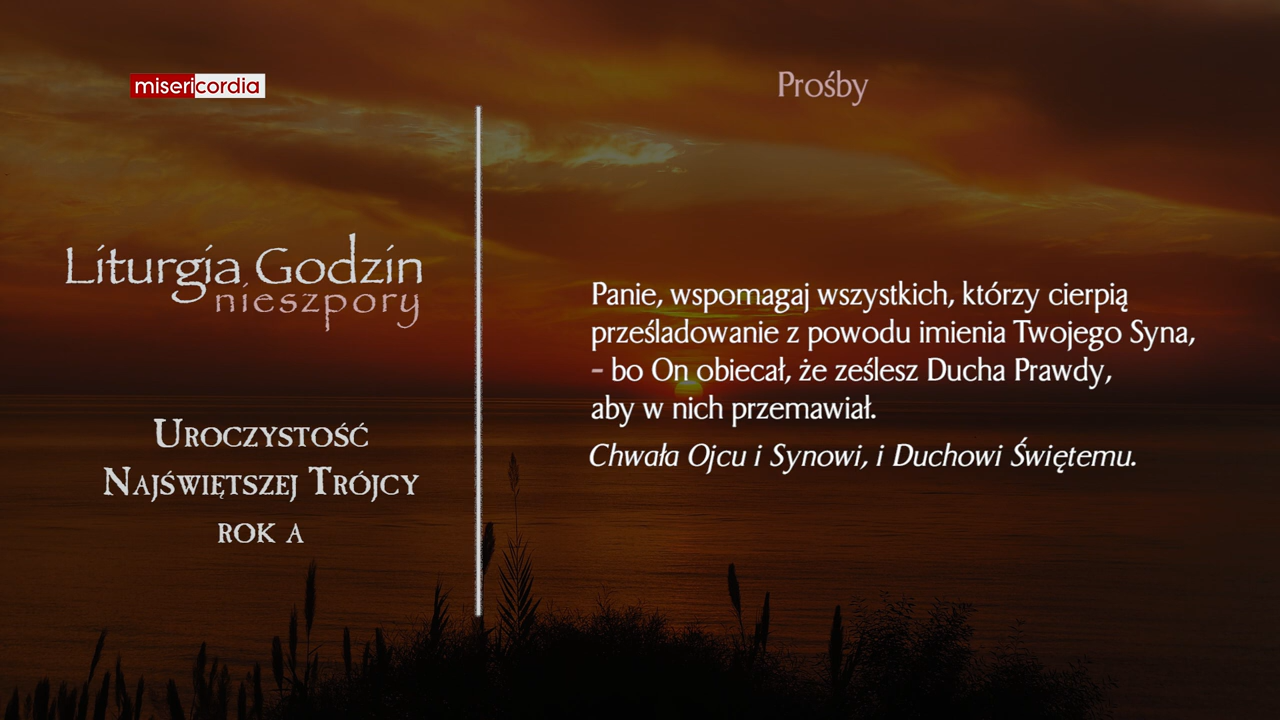 misericordia
Liturgia Godzin
nieszpory
Uroczystość
Najświętszej Trójcy
rok A
Prośby
Panie, wspomagaj wszystkich, którzy cierpią
prześladowanie z powodu imienia Twojego Syna,
- bo On obiecał, że ześlesz Ducha Prawdy,
aby w nich przemawiał.
Chwała Ojcu i Synowi, i Duchowi Świętemu.